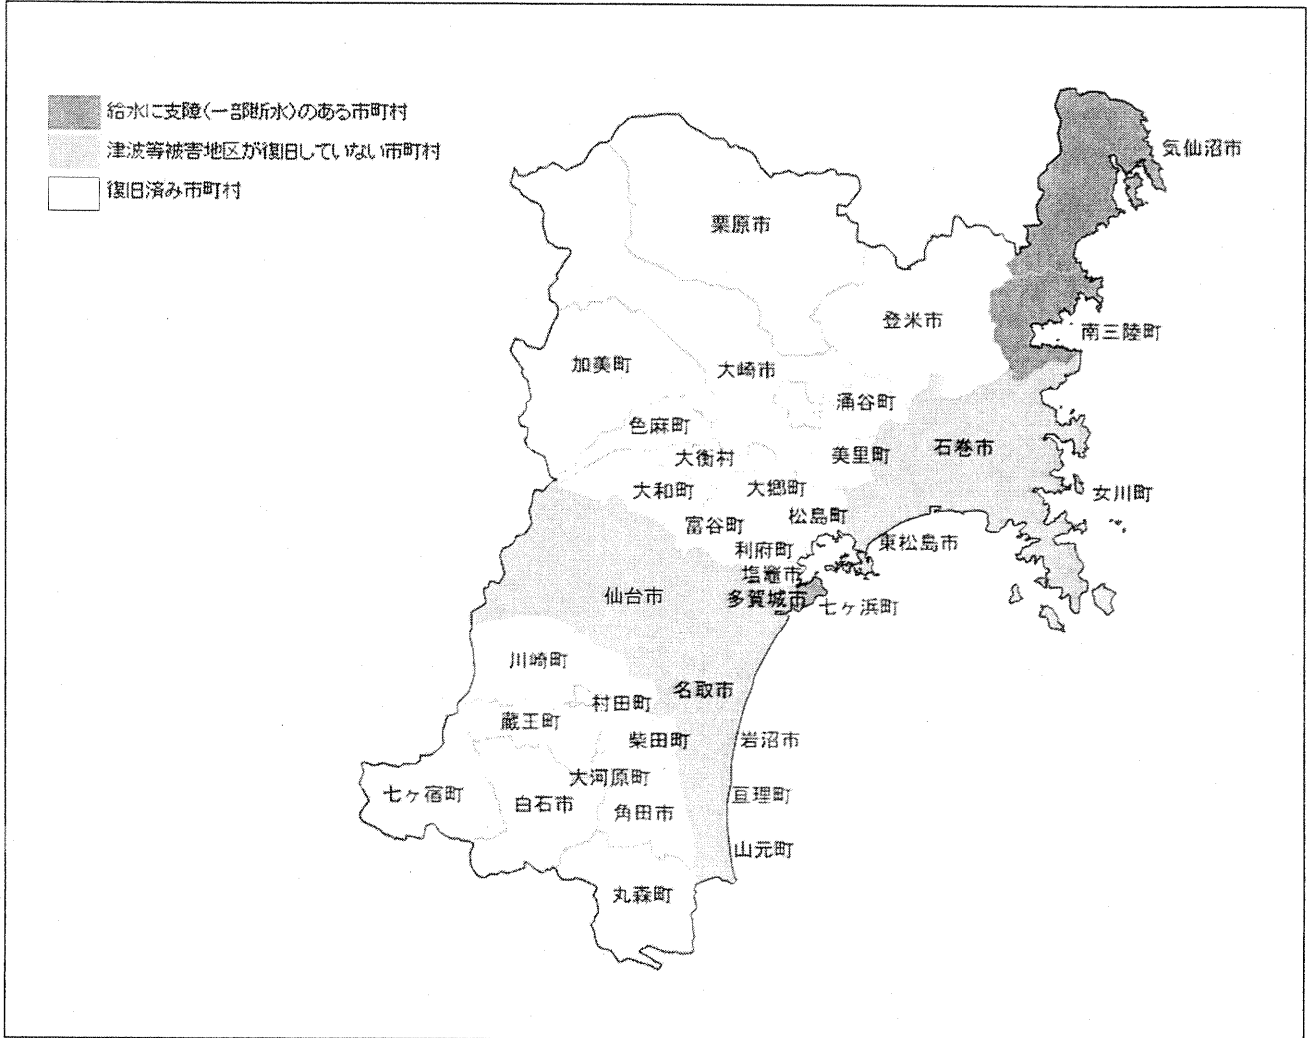 給水に支障(一部断水)のある市町村
津波等被害地区が復旧していない市町村
復旧済み市町村
気仙沼市
栗原市
登米市
南三陸町
加美町
大崎市
涌谷町
色麻町
石巻市
大衡村
美里町
大和町
大郷町
女川町
松島町
富谷町
東松島市
利府町
塩竈市
仙台市
多賀城市
七ヶ浜町
川崎町
名取市
村田町
蔵王町
柴田町
岩沼市
大河原町
七ヶ宿町
亘理町
白石市
角田市
山元町
丸森町